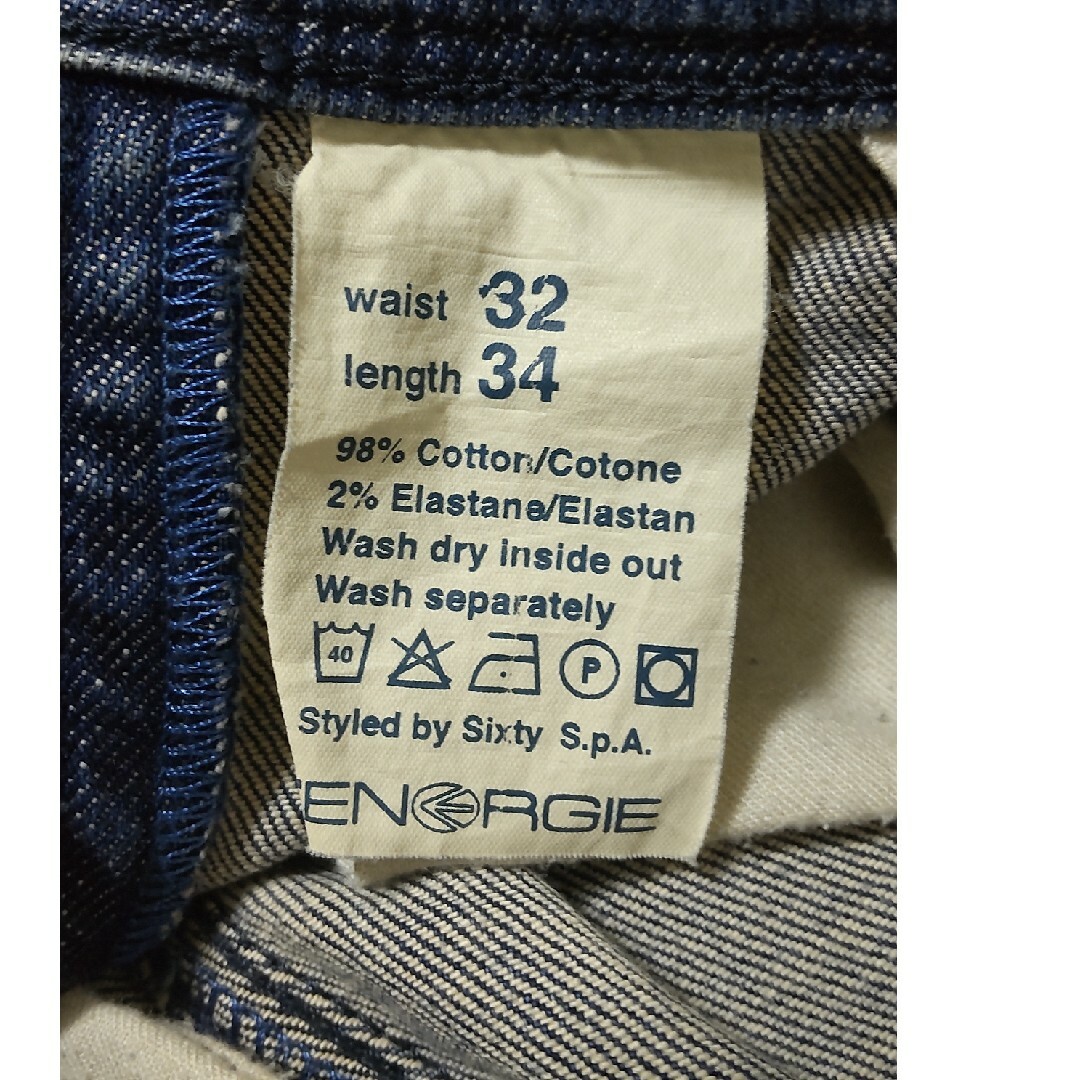 waist 32
length 34
98% Cotton/Cotone
2% Elastane/Elastan
Wash dry inside out
Wash separately
40 P
Styled by Sixty S.p.A.
ENERGIE